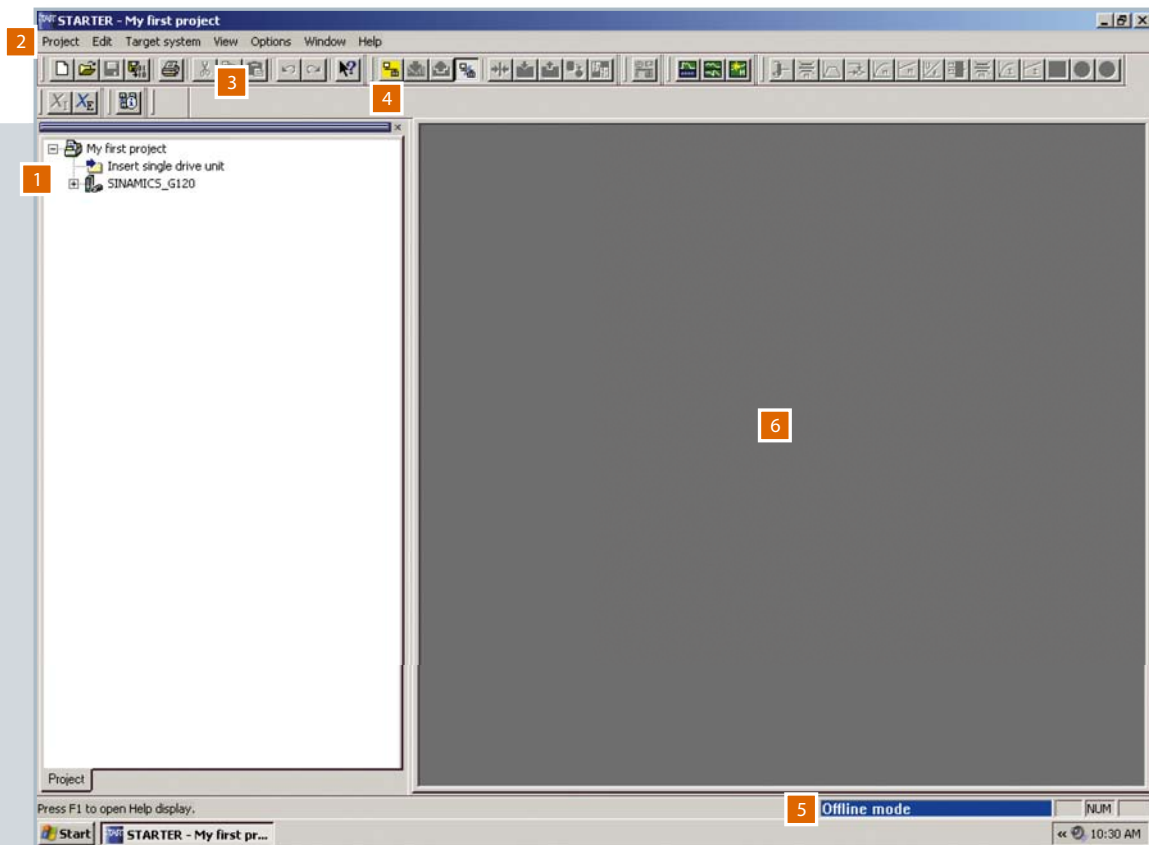 STARTER - My first project
2
Project Edit Target system View Options Window Help
3
4
My first project
Insert single drive unit
1
SINAMICS_G120
6
Project
Press F1 to open Help display.
5
Offline mode
NUM
Start
STARTER - My first pr...
«
10:30 AM